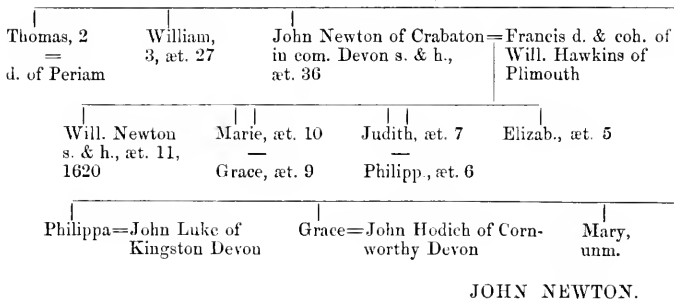 Thomas, 2
=
d. of Periam
William,
3, æt. 27
John Newton of Crabaton
in com. Devon s. & h.,
æt. 36
=Francis d. & coh. of
Will. Hawkins of
Plimouth
Will. Newton
s. & h., æt. 11,
1620
Marie, æt. 10
—
Grace, æt. 9
Judith, æt. 7
—
Philipp., æt. 6
Elizab., æt. 5
Philippa=John Luke of
Kingston Devon
Grace=John Hodich of Corn-
worthy Devon
Mary,
unm.
JOHN NEWTON.